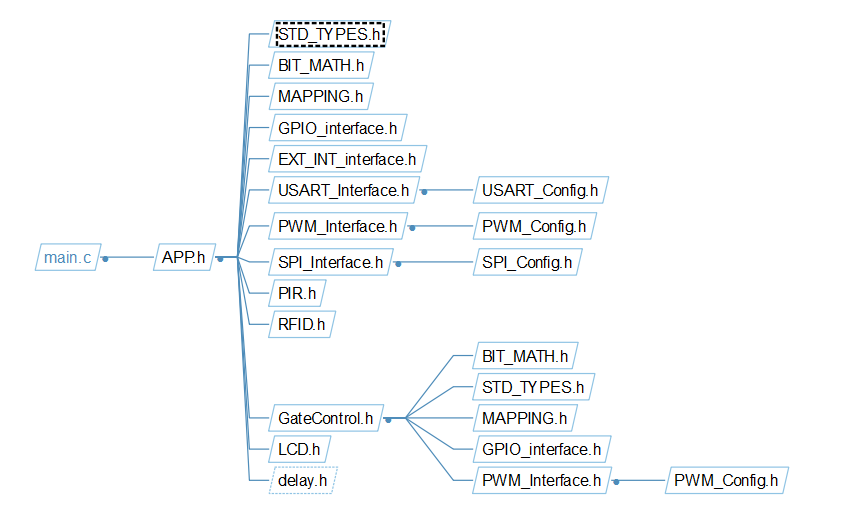 STD_TYPES.h
BIT_MATH.h
MAPPING.h
GPIO_interface.h
EXT_INT_interface.h
USART_Interface.h USART_Config.h
PWM_Interface.h PWM_Config.h
main.c APP.h SPI_Interface.h SPI_Config.h
PIR.h
RFID.h
BIT_MATH.h
STD_TYPES.h
GateControl.h MAPPING.h
LCD.h GPIO_interface.h
delay.h PWM_Interface.h PWM_Config.h